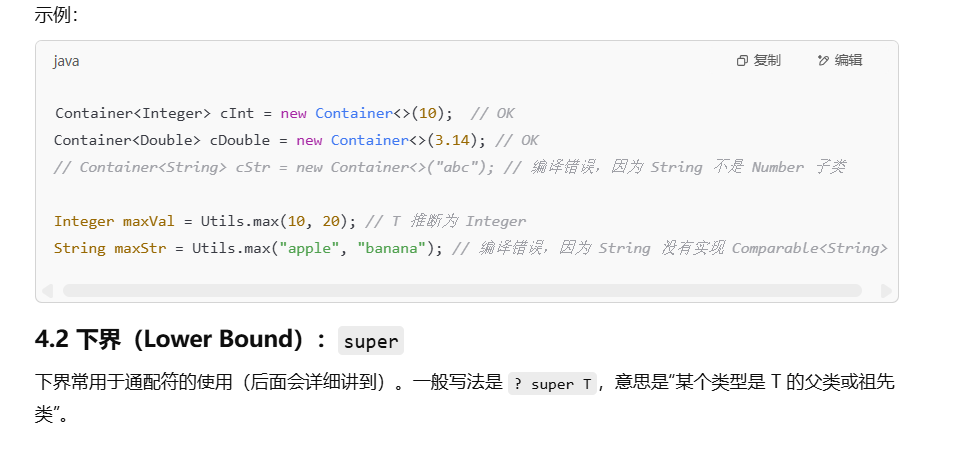 示例：
java
复制
编辑
Container<Integer> cInt = new Container<>(10);  // OK
Container<Double> cDouble = new Container<>(3.14); // OK
// Container<String> cStr = new Container<>("abc"); // 编译错误，因为 String 不是 Number 子类
Integer maxVal = Utils.max(10, 20); // T 推断为 Integer
String maxStr = Utils.max("apple", "banana"); // 编译错误，因为 String 没有实现 Comparable<String>
4.2 下界（Lower Bound）：super
下界常用于通配符的使用（后面会详细讲到）。一般写法是 ? super T，意思是“某个类型是 T 的父类或祖先
类”。